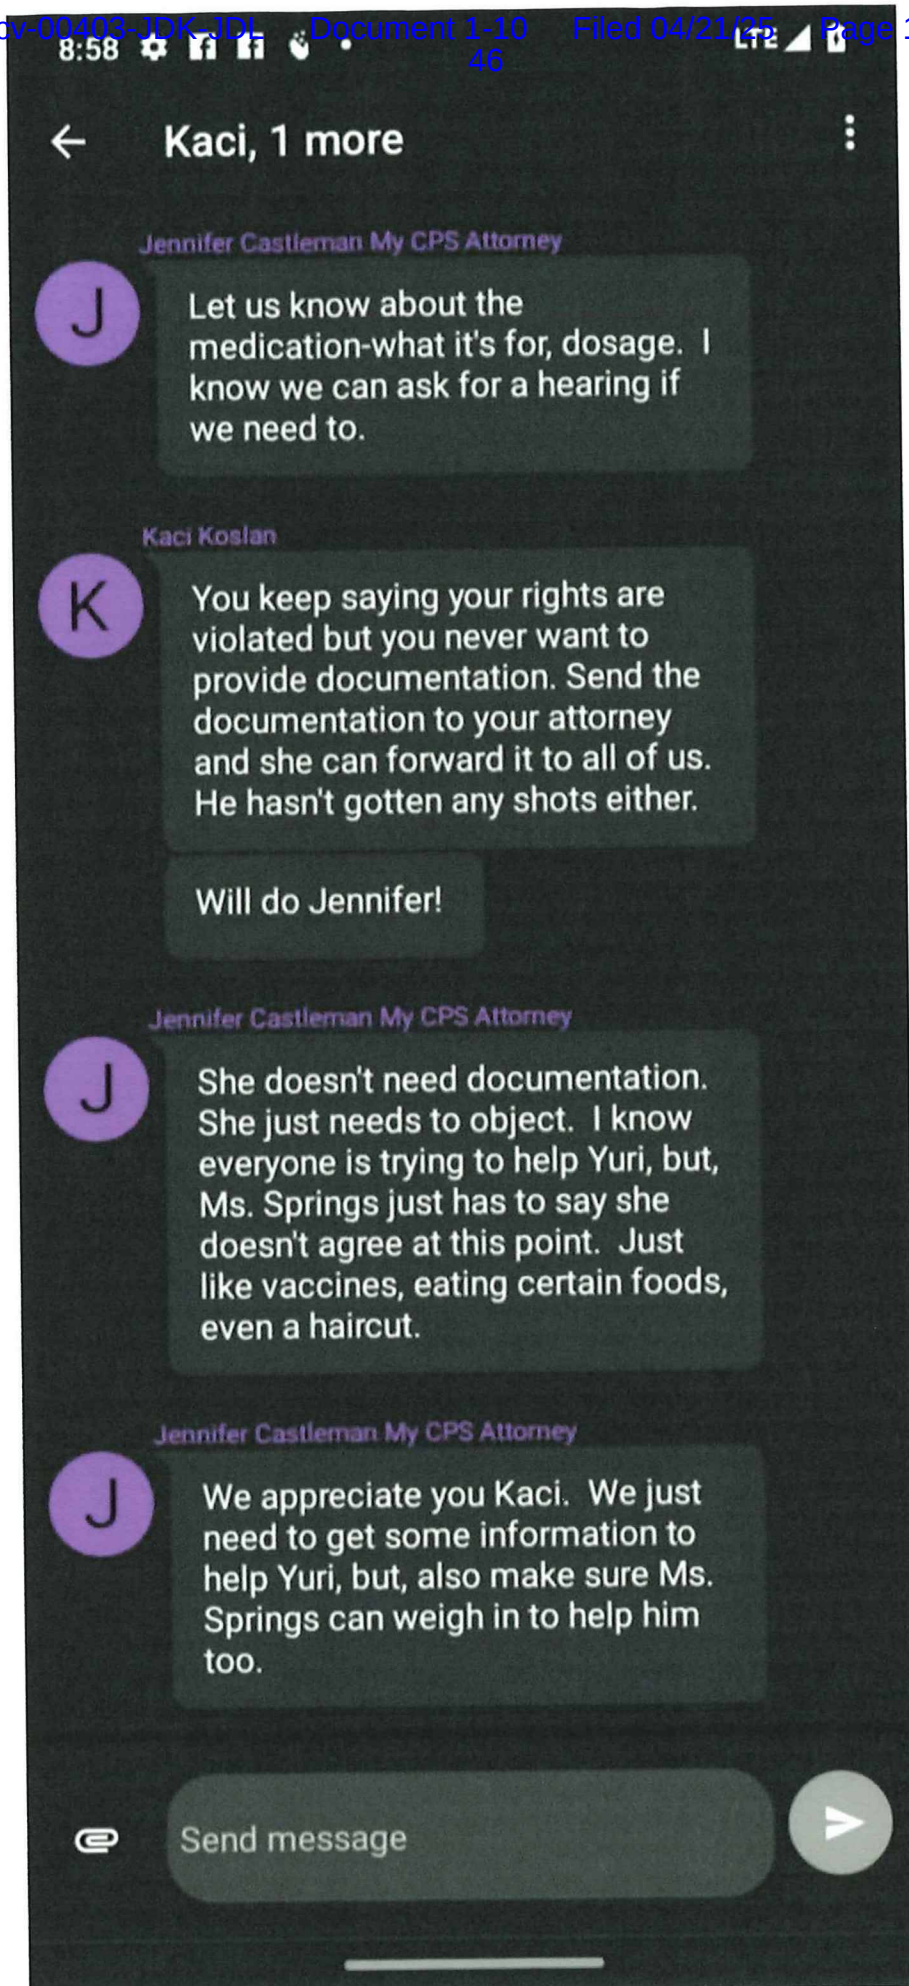 cv-00403-JDK-JDL Document 1-10 Filed 04/21/25 Page 1
46
8:58 LTE
Kaci, 1 more
Jennifer Castleman My CPS Attorney
J
Let us know about the
medication-what it's for, dosage. I
know we can ask for a hearing if
we need to.
Kaci Koslan
K
You keep saying your rights are
violated but you never want to
provide documentation. Send the
documentation to your attorney
and she can forward it to all of us.
He hasn't gotten any shots either.
Will do Jennifer!
Jennifer Castleman My CPS Attorney
J
She doesn't need documentation.
She just needs to object. I know
everyone is trying to help Yuri, but,
Ms. Springs just has to say she
doesn't agree at this point. Just
like vaccines, eating certain foods,
even a haircut.
Jennifer Castleman My CPS Attorney
J
We appreciate you Kaci. We just
need to get some information to
help Yuri, but, also make sure Ms.
Springs can weigh in to help him
too.
Send message